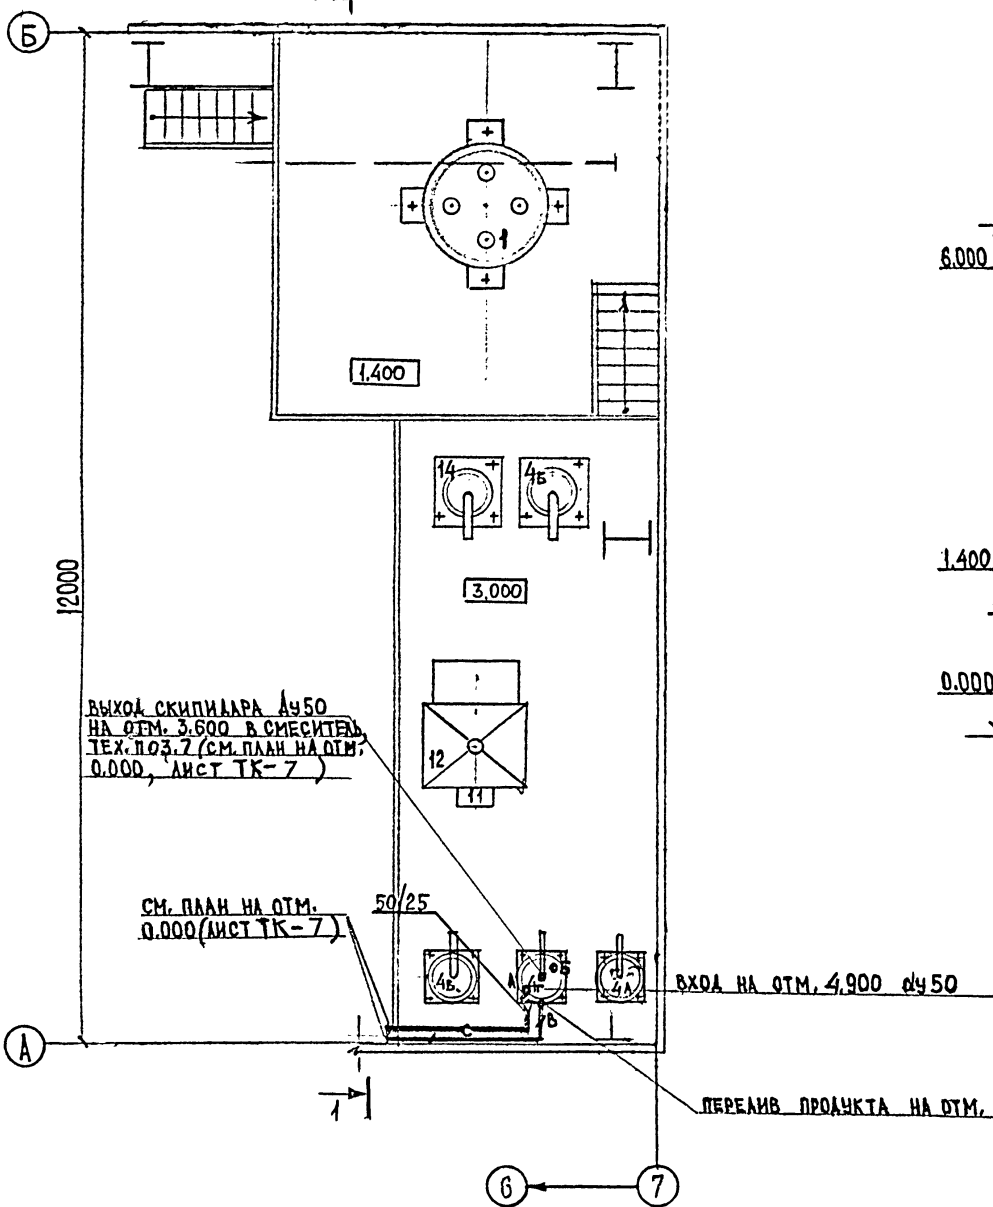 Б
1
1.400
6.000
14
4Б
3.000
1.400
12000
0.000
ВЫХОД СКИПИДАРА ДУ50
НА ОТМ. 3.600 В СМЕСИТЕЛЬ,
ТЕХ. ПОЗ. 7 (СМ. ПЛАН НА ОТМ.
0.000, ЛИСТ ТК-7)
12
11
СМ. ПЛАН НА ОТМ.
0.000 (ЛИСТ ТК-7)
50/25
4Б.
А
Б
4Г
4А
ВХОД НА ОТМ. 4.900 ду50
С
В
А
1
ПЕРЕЛИВ ПРОДУКТА НА ОТМ.
6
7